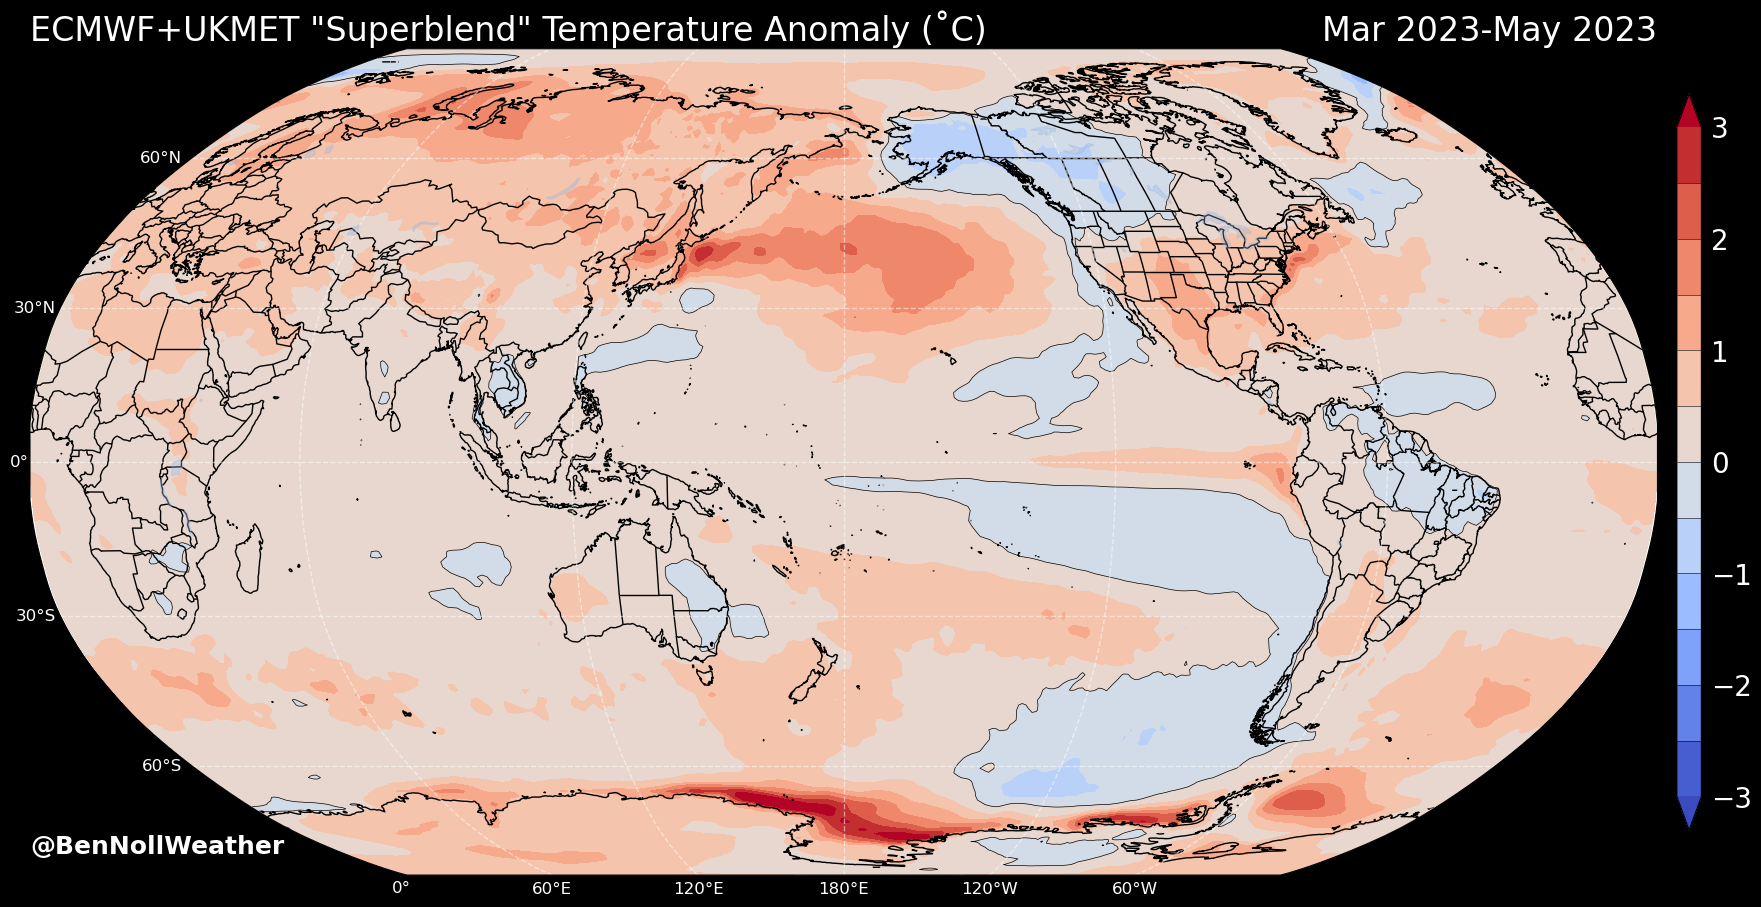 ECMWF+UKMET "Superblend" Temperature Anomaly (˚C)
Mar 2023-May 2023
3
2
1
0
−1
−2
−3
60°N
30°N
0°
30°S
60°S
@BenNollWeather
0°
60°E
120°E
180°E
120°W
60°W